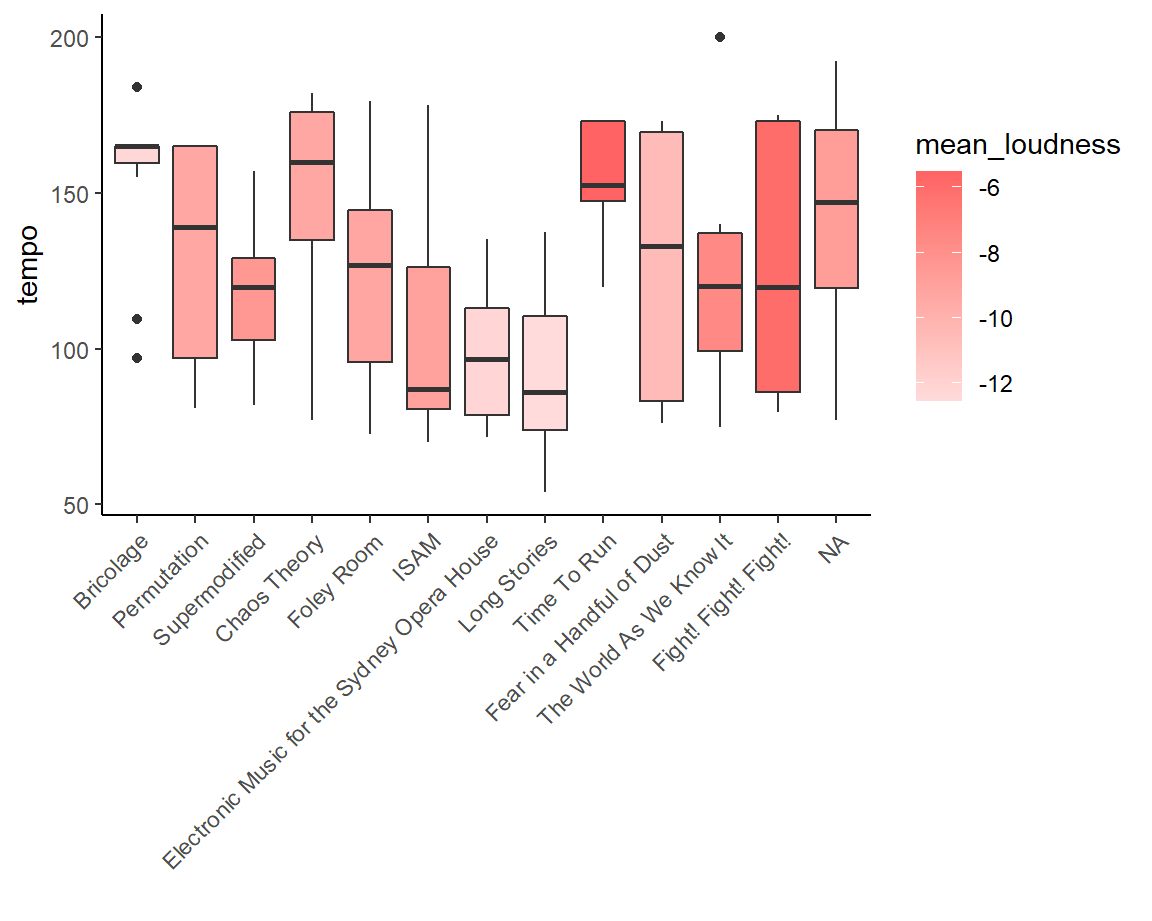 200
150
100
50
tempo
Bricolage
Permutation
Supermodified
Chaos Theory
Foley Room
ISAM
Electronic Music for the Sydney Opera House
Long Stories
Time To Run
Fear in a Handful of Dust
The World As We Know It
Fight! Fight! Fight!
NA
mean_loudness
-6
-8
-10
-12